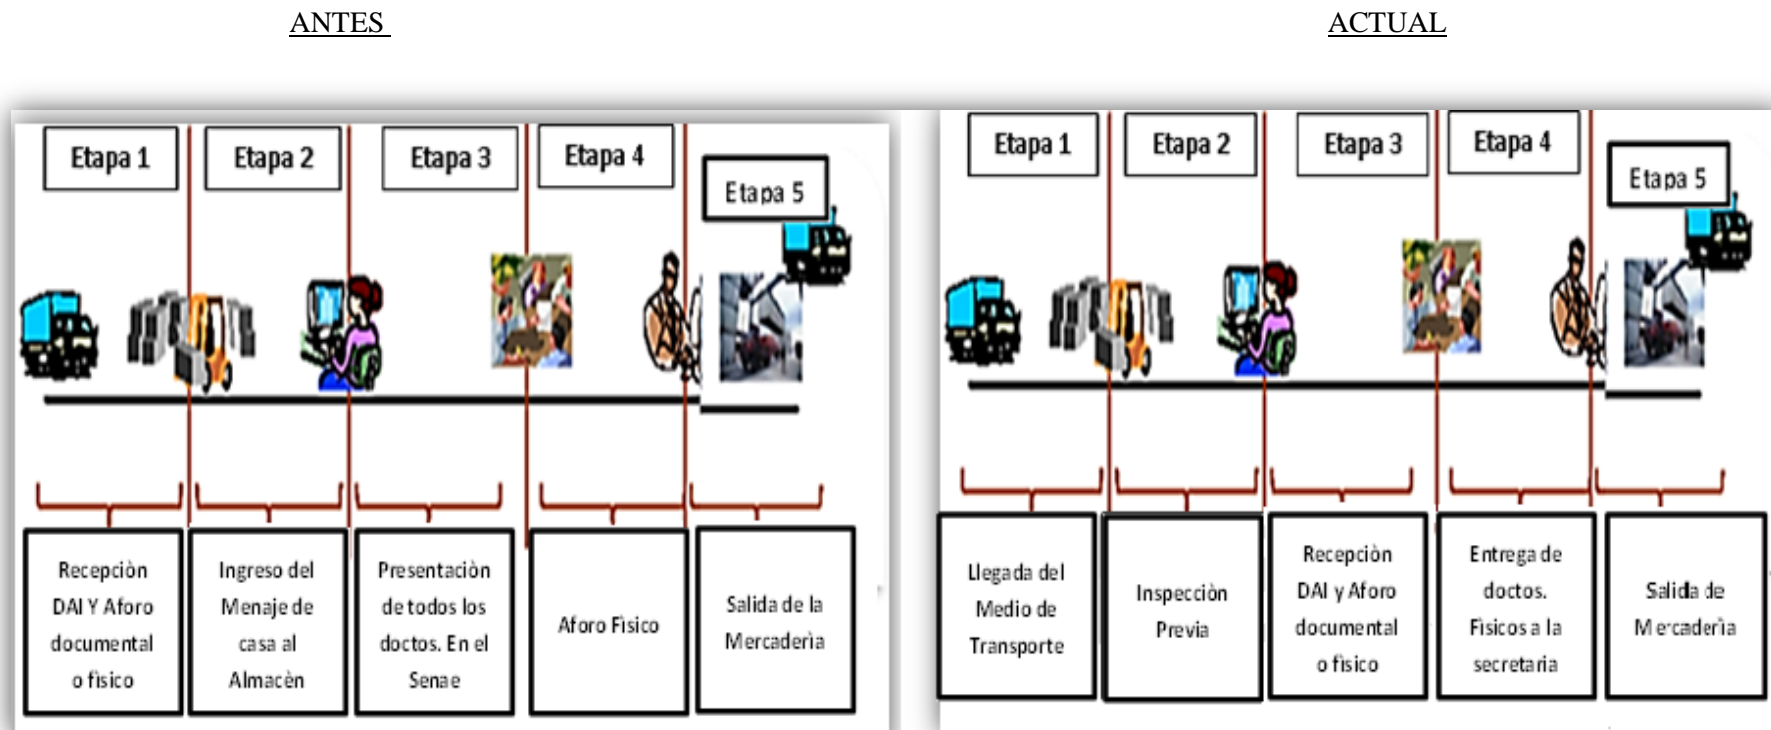 ANTES
ACTUAL
Etapa 1
Etapa 2
Etapa 3
Etapa 4
Etapa 5
Recepciòn
DAI Y Aforo
documental
o fìsico
Ingreso del
Menaje de
casa al
Almacèn
Presentaciòn
de todos los
doctos. En el
Senae
Aforo Fìsico
Salida de la
Mercaderìa
Etapa 1
Etapa 2
Etapa 3
Etapa 4
Etapa 5
Llegada del
Medio de
Transporte
Inspecciòn
Previa
Recepciòn
DAI y Aforo
documental
o fìsico
Entrega de
doctos.
Fìsicos a la
secretaria
Salida de
Mercaderìa